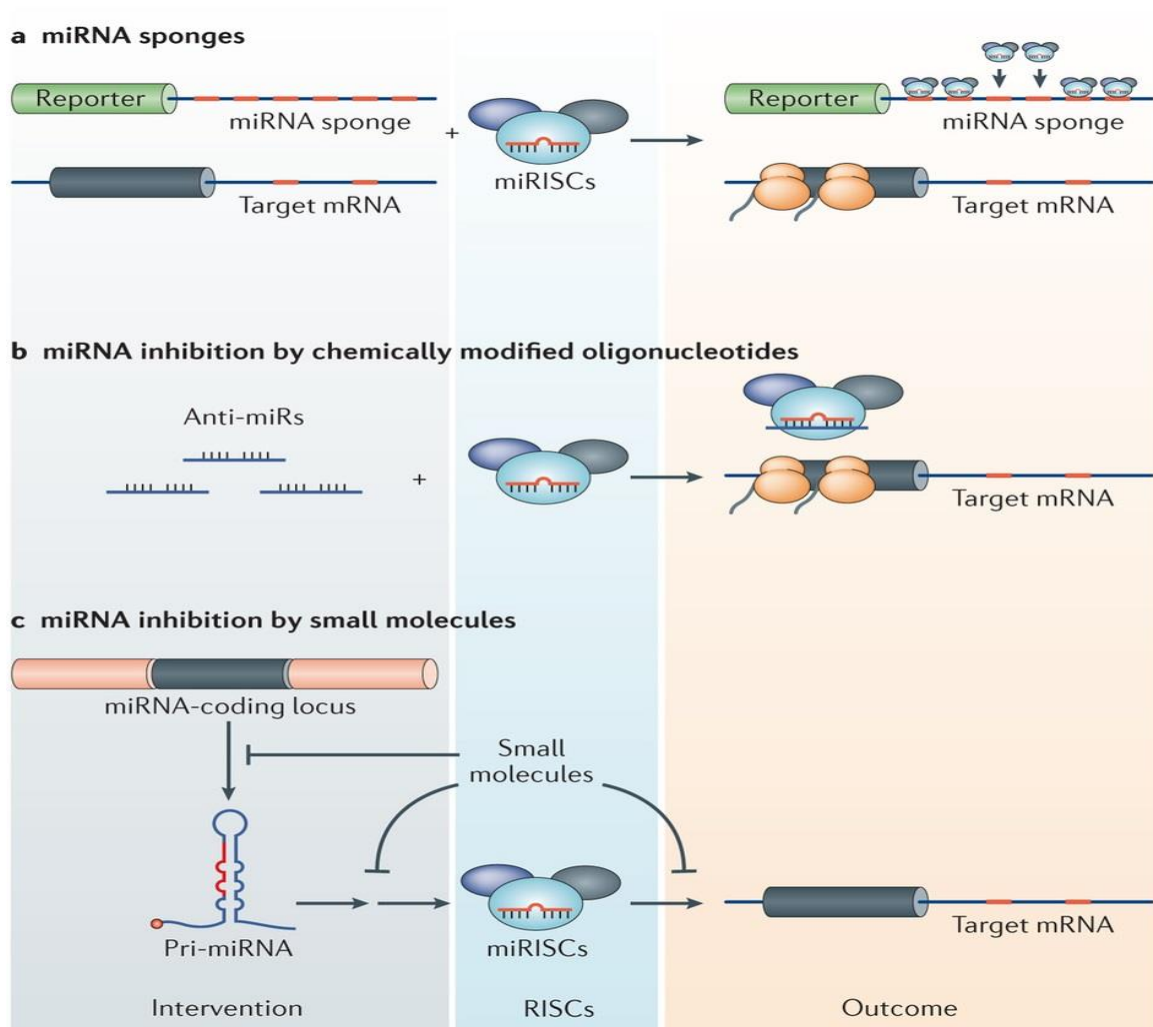 a miRNA sponges
Reporter
miRNA sponge
Target mRNA
+
miRISCs
Reporter
miRNA sponge
Target mRNA
b miRNA inhibition by chemically modified oligonucleotides
Anti-miRs
+
Target mRNA
c miRNA inhibition by small molecules
miRNA-coding locus
Small
molecules
Pri-miRNA
miRISCs
Target mRNA
Intervention
RISCs
Outcome